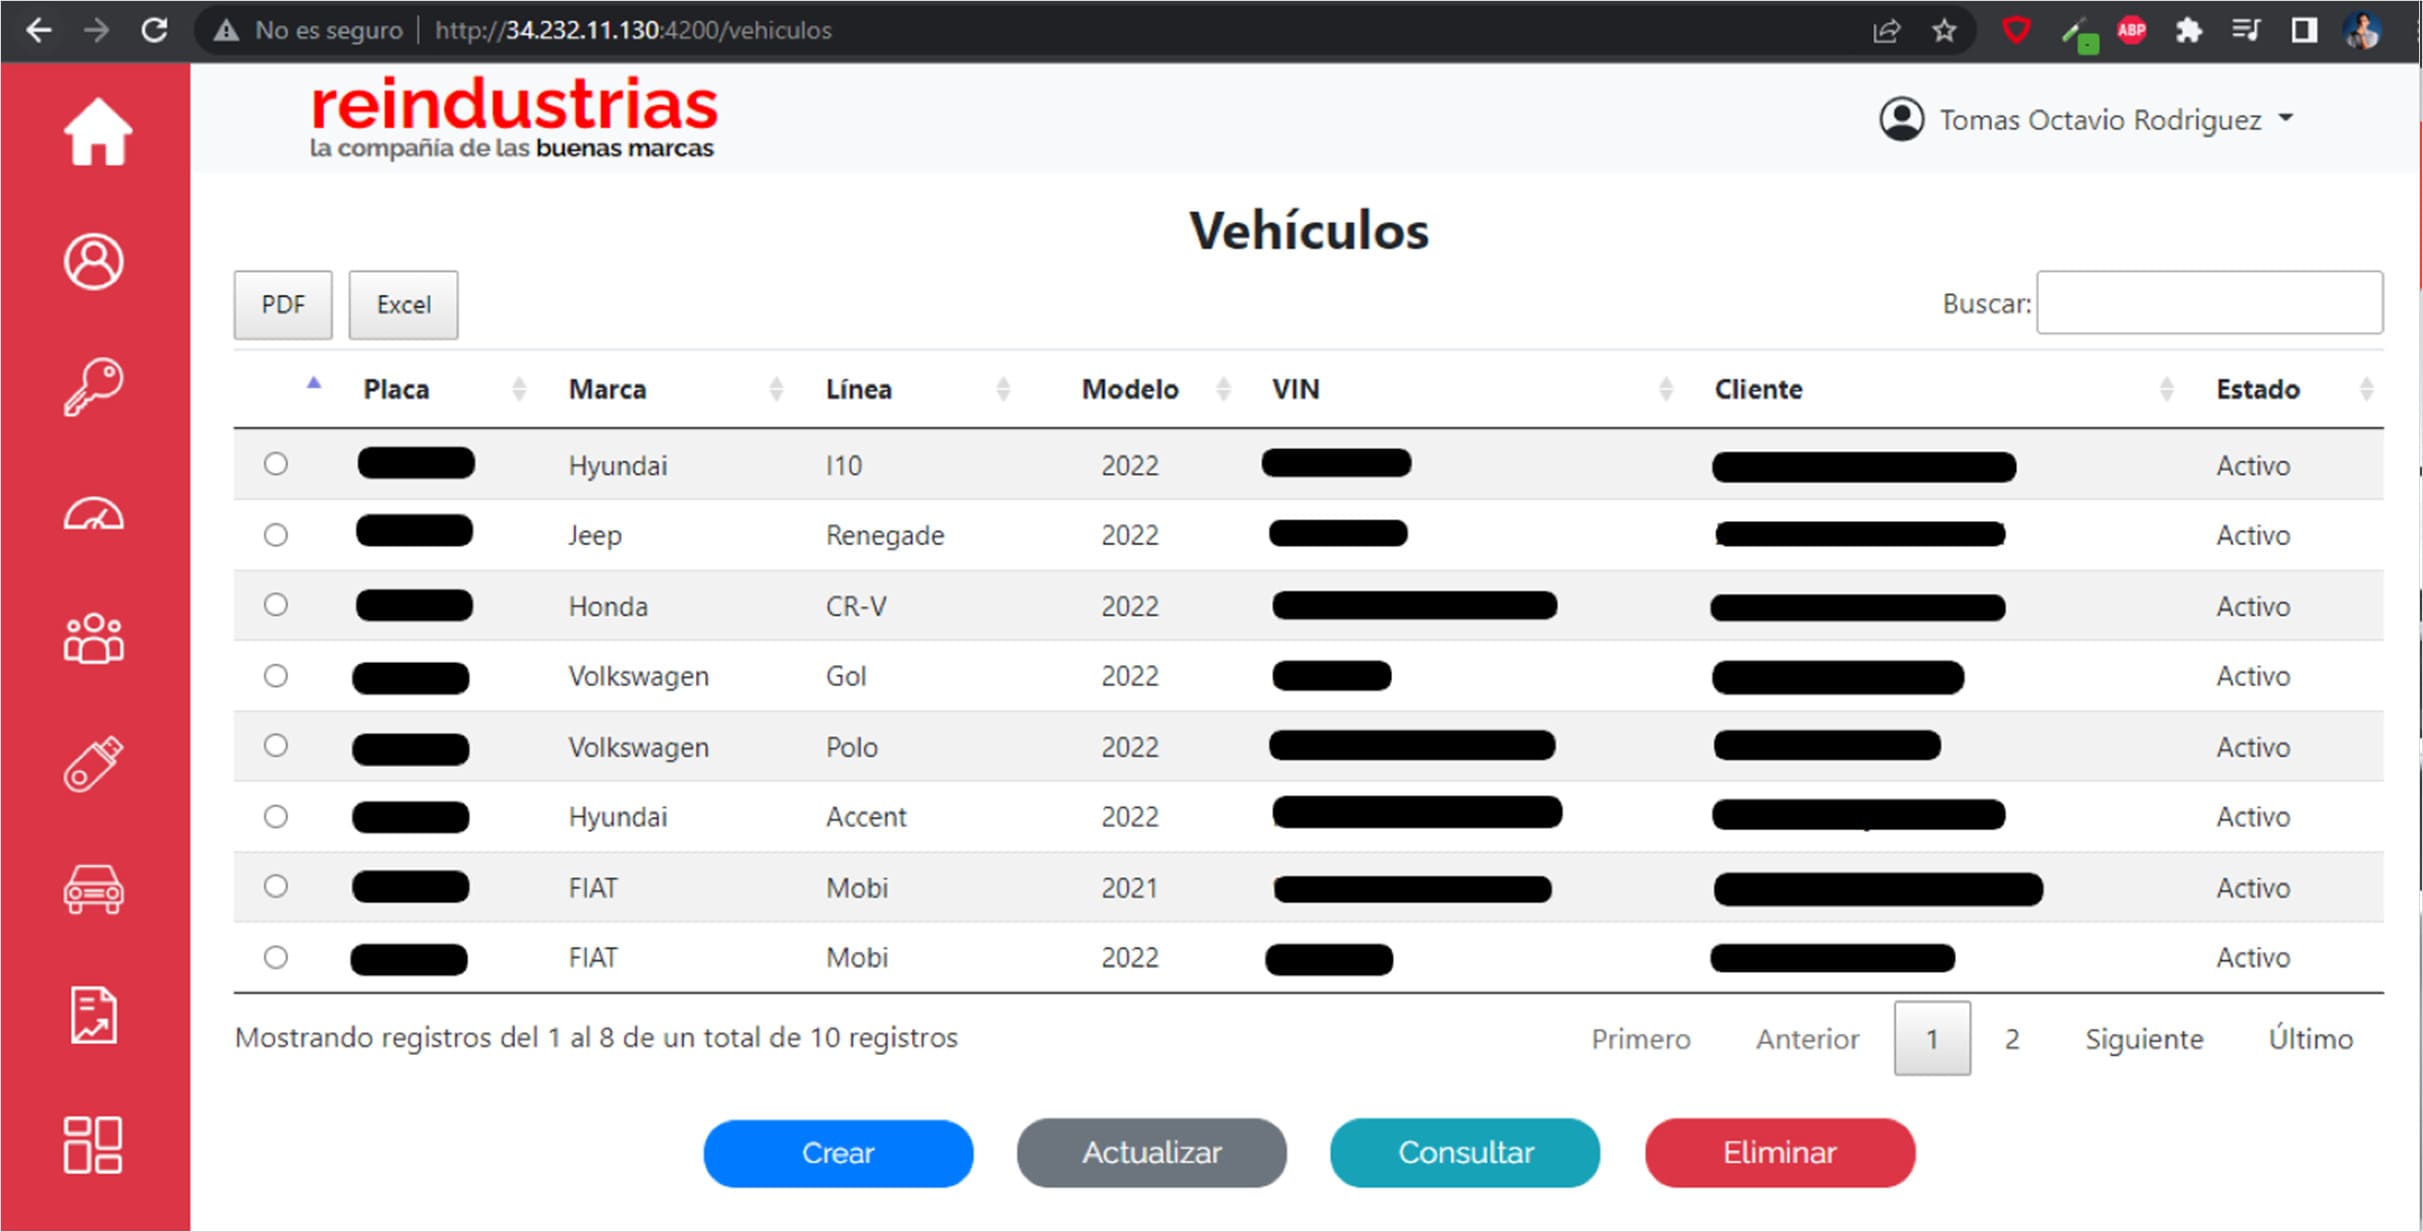 No es seguro | http://34.232.11.130:4200/vehiculos ABP
reindustrias
la compañía de las buenas marcas
Tomas Octavio Rodriguez
Vehículos
PDF Excel Buscar:
Placa Marca Línea Modelo VIN Cliente Estado
Hyundai I10 2022 Activo
Jeep Renegade 2022 Activo
Honda CR-V 2022 Activo
Volkswagen Gol 2022 Activo
Volkswagen Polo 2022 Activo
Hyundai Accent 2022 Activo
FIAT Mobi 2021 Activo
FIAT Mobi 2022 Activo
Mostrando registros del 1 al 8 de un total de 10 registros Primero Anterior 1 2 Siguiente Último
Crear Actualizar Consultar Eliminar